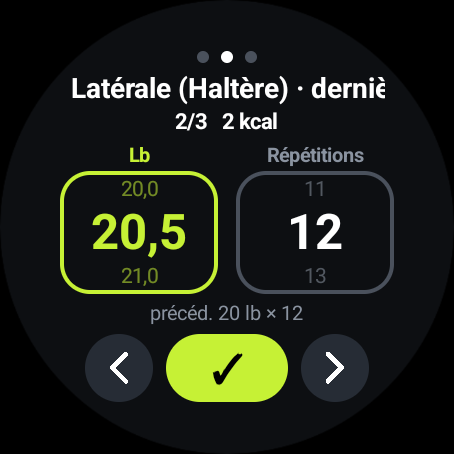 Latérale (Haltère) · derniè
2/3 2 kcal
Lb Répétitions
20,0 11
20,5 12
21,0 13
précéd. 20 lb × 12